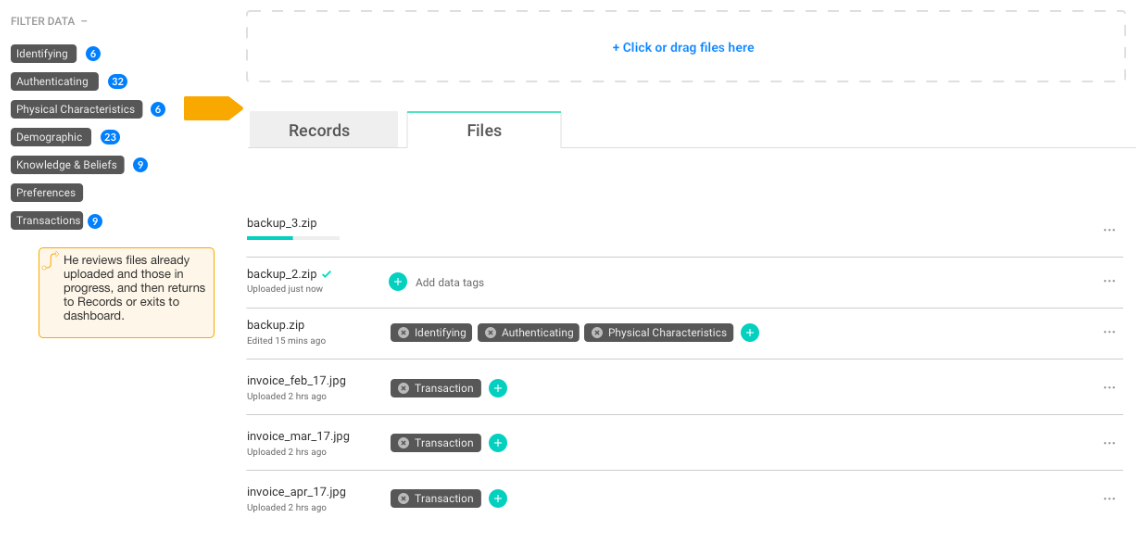 FILTER DATA –
Identifying 6
Authenticating 32
Physical Characteristics 6
Demographic 23
Knowledge & Beliefs 9
Preferences
Transactions 9
He reviews files already
uploaded and those in
progress, and then returns
to Records or exits to
dashboard.
+ Click or drag files here
Records Files
backup_3.zip
backup_2.zip
Uploaded just now
+ Add data tags
backup.zip
Edited 15 mins ago
Identifying Authenticating Physical Characteristics +
invoice_feb_17.jpg
Uploaded 2 hrs ago
Transaction +
invoice_mar_17.jpg
Uploaded 2 hrs ago
Transaction +
invoice_apr_17.jpg
Uploaded 2 hrs ago
Transaction +